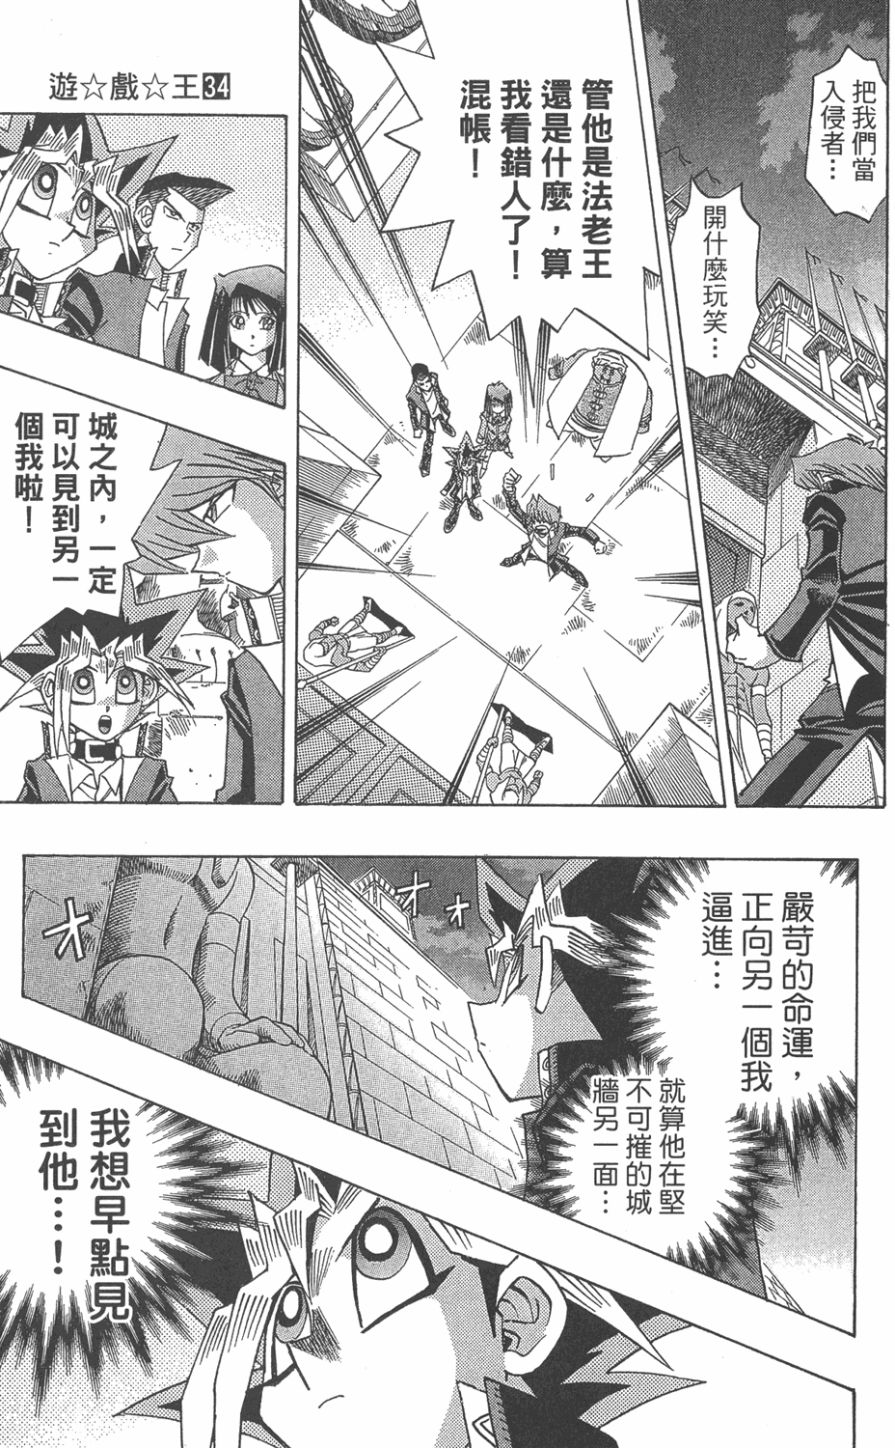 遊☆戲☆王34
把我們當
入侵者…
開什麼玩笑…
管他是法老王
還是什麼，算
我看錯人了！
混帳！
城之內，一定
可以見到另一
個我啦！
嚴苛的命運，
正向另一個我
逼進…
就算他在堅
不可摧的城
牆另一面…
オ
オ
オ
我想早點見
到他…！